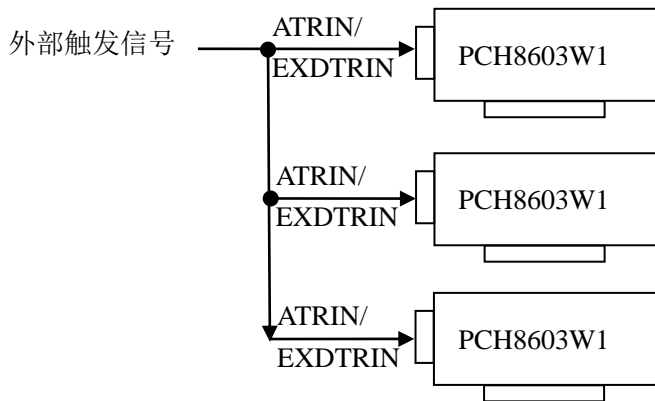 外部触发信号
ATRIN/
EXDTRIN
PCH8603W1
ATRIN/
EXDTRIN
PCH8603W1
ATRIN/
EXDTRIN
PCH8603W1